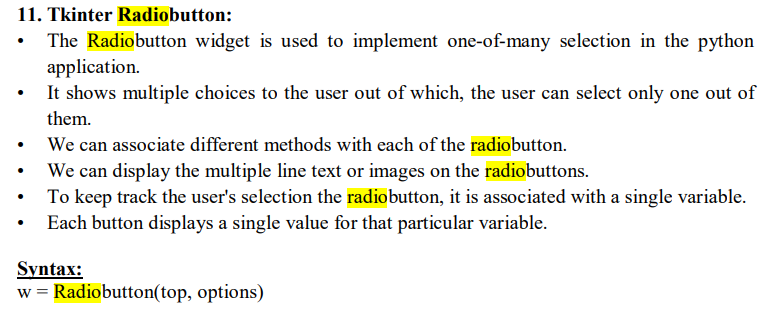 11. Tkinter Radiobutton:
• The Radiobutton widget is used to implement one-of-many selection in the python
application.
• It shows multiple choices to the user out of which, the user can select only one out of
them.
• We can associate different methods with each of the radiobutton.
• We can display the multiple line text or images on the radiobuttons.
• To keep track the user's selection the radiobutton, it is associated with a single variable.
• Each button displays a single value for that particular variable.
Syntax:
w = Radiobutton(top, options)